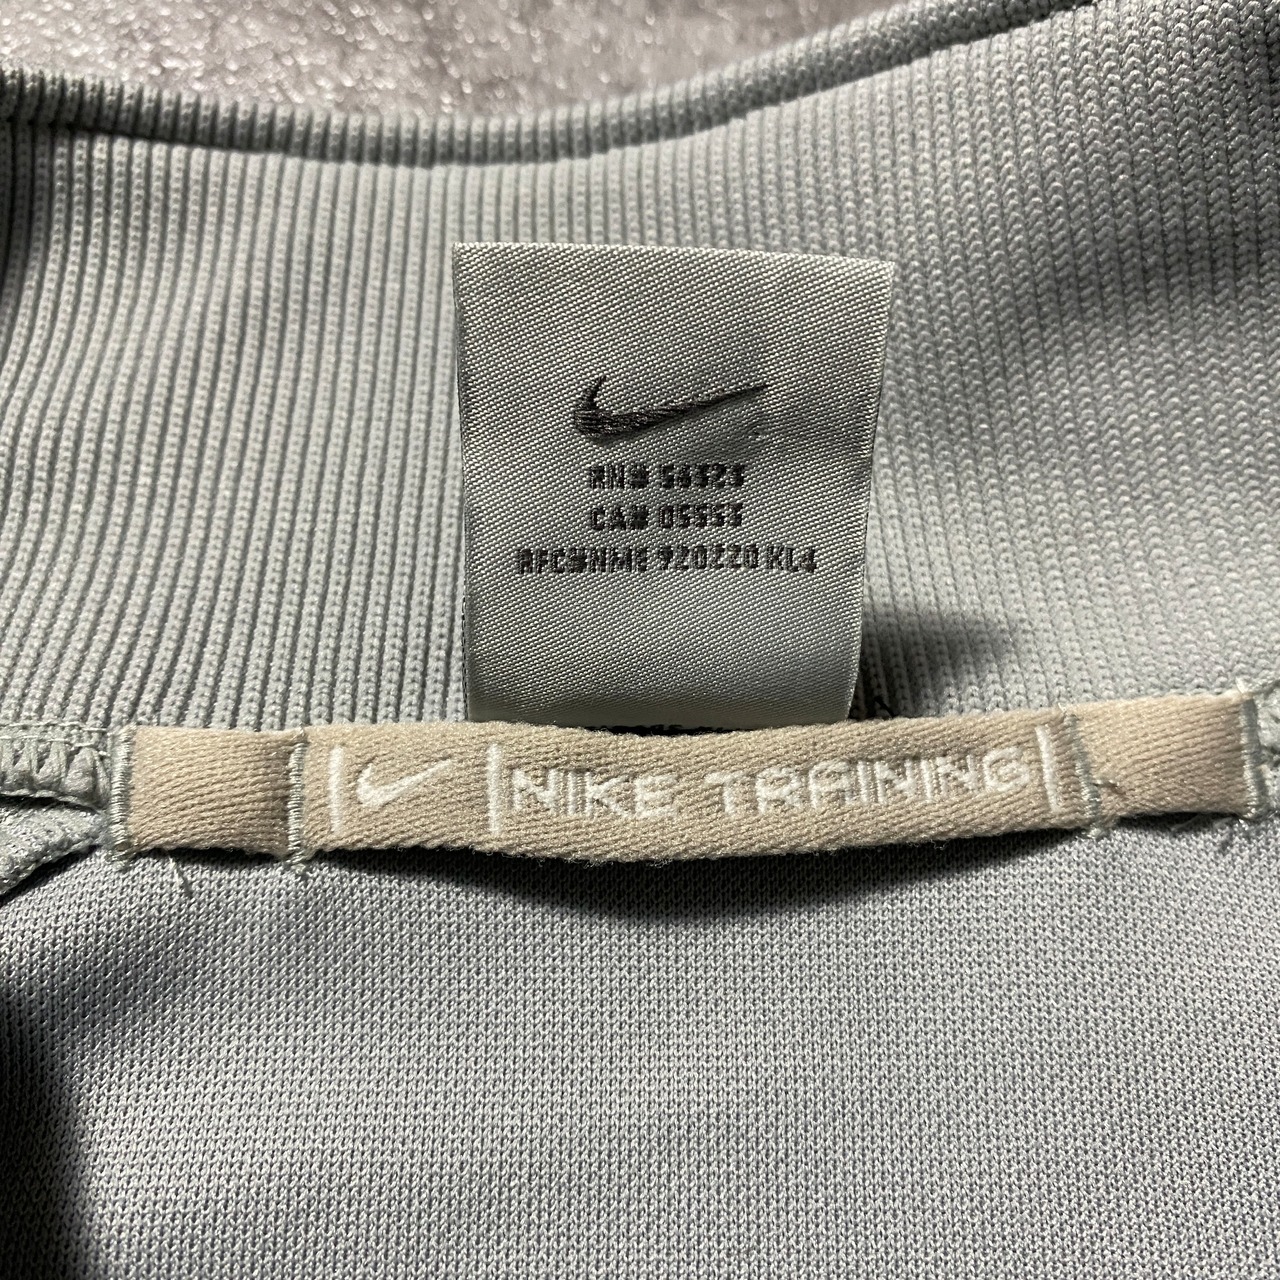 RN# 56323
CA# 05553
RFC#NME 920220 KL4
NIKE TRAINING